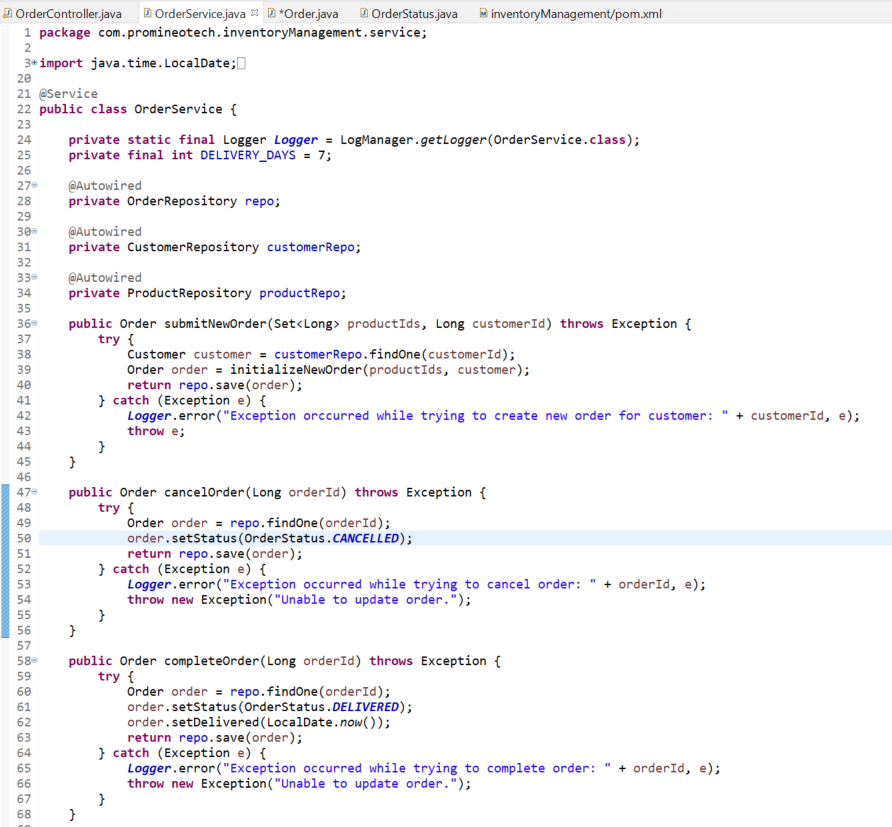 OrderController.java OrderService.java *Order.java OrderStatus.java inventoryManagement/pom.xml
1 package com.promineotech.inventoryManagement.service;
2
3 import java.time.LocalDate;
20
21 @Service
22 public class OrderService {
23
24     private static final Logger Logger = LogManager.getLogger(OrderService.class);
25     private final int DELIVERY_DAYS = 7;
26
27     @Autowired
28     private OrderRepository repo;
29
30     @Autowired
31     private CustomerRepository customerRepo;
32
33     @Autowired
34     private ProductRepository productRepo;
35
36     public Order submitNewOrder(Set<Long> productIds, Long customerId) throws Exception {
37         try {
38             Customer customer = customerRepo.findOne(customerId);
39             Order order = initializeNewOrder(productIds, customer);
40             return repo.save(order);
41         } catch (Exception e) {
42             Logger.error("Exception orccurred while trying to create new order for customer: " + customerId, e);
43             throw e;
44         }
45     }
46
47     public Order cancelOrder(Long orderId) throws Exception {
48         try {
49             Order order = repo.findOne(orderId);
50             order.setStatus(OrderStatus.CANCELLED);
51             return repo.save(order);
52         } catch (Exception e) {
53             Logger.error("Exception occurred while trying to cancel order: " + orderId, e);
54             throw new Exception("Unable to update order.");
55         }
56     }
57
58     public Order completeOrder(Long orderId) throws Exception {
59         try {
60             Order order = repo.findOne(orderId);
61             order.setStatus(OrderStatus.DELIVERED);
62             order.setDelivered(LocalDate.now());
63             return repo.save(order);
64         } catch (Exception e) {
65             Logger.error("Exception occurred while trying to complete order: " + orderId, e);
66             throw new Exception("Unable to update order.");
67         }
68     }